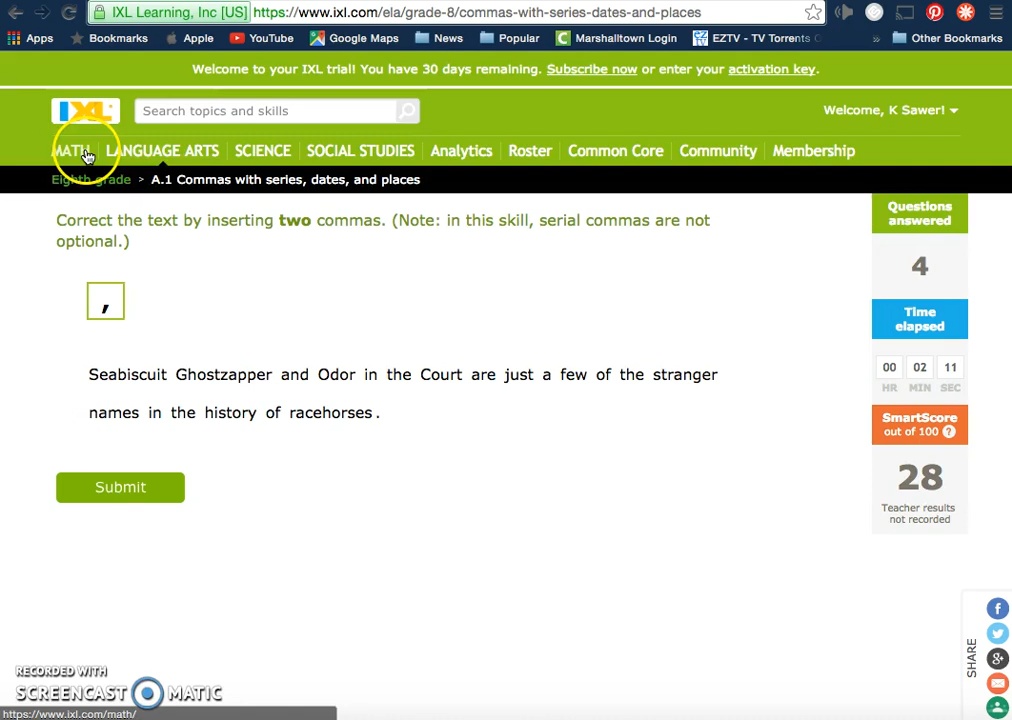 IXL Learning, Inc [US] https://www.ixl.com/ela/grade-8/commas-with-series-dates-and-places
Apps Bookmarks Apple YouTube Google Maps News Popular Marshalltown Login EZTV - TV Torrents » Other Bookmarks
Welcome to your IXL trial! You have 30 days remaining. Subscribe now or enter your activation key.
IXL Search topics and skills Welcome, K Sawer!
MATH LANGUAGE ARTS SCIENCE SOCIAL STUDIES Analytics Roster Common Core Community Membership
Eighth grade > A.1 Commas with series, dates, and places
Correct the text by inserting two commas. (Note: in this skill, serial commas are not
optional.)
,
Seabiscuit Ghostzapper and Odor in the Court are just a few of the stranger
names in the history of racehorses.
Submit
Questions
answered
4
Time
elapsed
00 02 11
HR MIN SEC
SmartScore
out of 100 ?
28
Teacher results
not recorded
SHARE
RECORDED WITH
SCREENCAST MATIC
https://www.ixl.com/math/